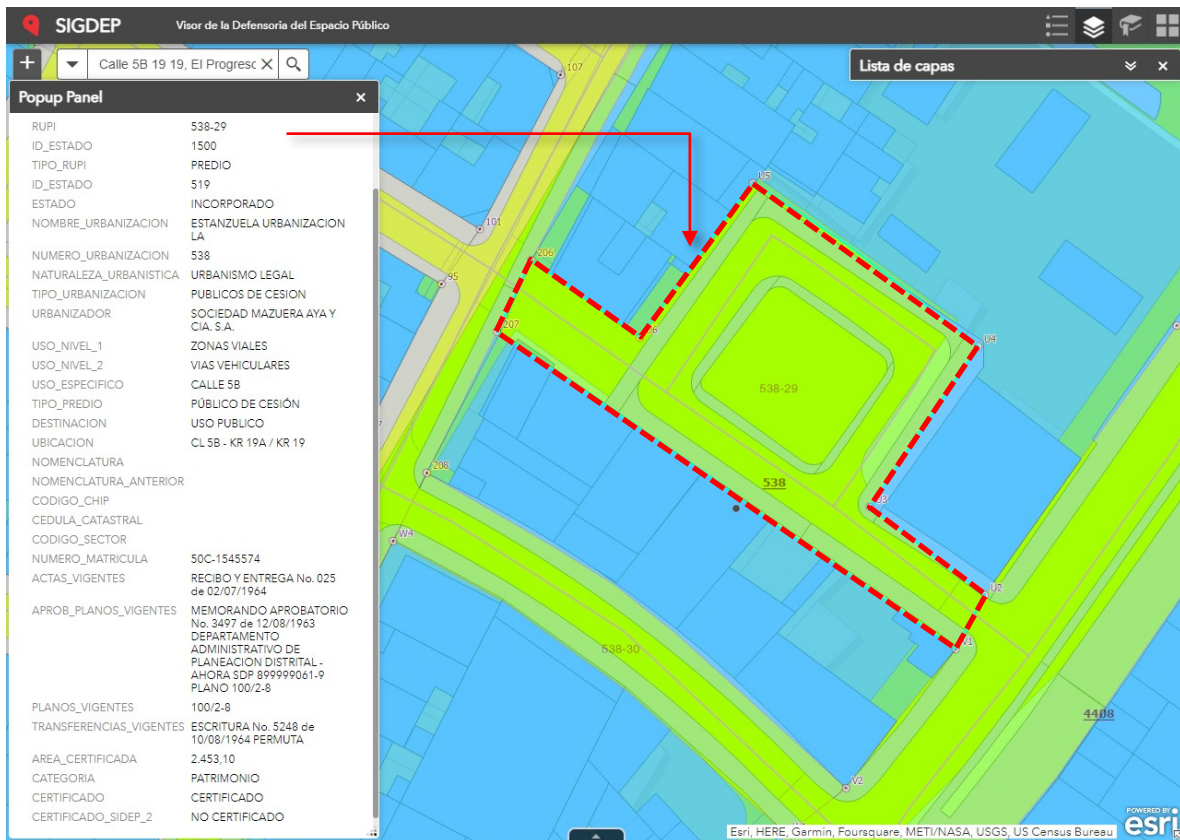 SIGDEP Visor de la Defensoria del Espacio Público
Calle 5B 19 19, El Progresc
Lista de capas
Popup Panel
RUPI 538-29
ID_ESTADO 1500
TIPO_RUPI PREDIO
ID_ESTADO 519
ESTADO INCORPORADO
NOMBRE_URBANIZACION ESTANZUELA URBANIZACION
LA
NUMERO_URBANIZACION 538
NATURALEZA_URBANISTICA URBANISMO LEGAL
TIPO_URBANIZACION PUBLICOS DE CESION
URBANIZADOR SOCIEDAD MAZUERA AYA Y
CIA. S.A.
USO_NIVEL_1 ZONAS VIALES
USO_NIVEL_2 VIAS VEHICULARES
USO_ESPECIFICO CALLE 5B
TIPO_PREDIO PÚBLICO DE CESIÓN
DESTINACION USO PUBLICO
UBICACION CL 5B - KR 19A / KR 19
NOMENCLATURA
NOMENCLATURA_ANTERIOR
CODIGO_CHIP
CEDULA_CATASTRAL
CODIGO_SECTOR
NUMERO_MATRICULA 50C-1545574
ACTAS_VIGENTES RECIBO Y ENTREGA No. 025
de 02/07/1964
APROB_PLANOS_VIGENTES MEMORANDO APROBATORIO
No. 3497 de 12/08/1963
DEPARTAMENTO
ADMINISTRATIVO DE
PLANEACION DISTRITAL -
AHORA SDP 899999061-9
PLANO 100/2-8
PLANOS_VIGENTES 100/2-8
TRANSFERENCIAS_VIGENTES ESCRITURA No. 5248 de
10/08/1964 PERMUTA
AREA_CERTIFICADA 2.453,10
CATEGORIA PATRIMONIO
CERTIFICADO CERTIFICADO
CERTIFICADO_SIDEP_2 NO CERTIFICADO
107
U5
101
206
95
207
U4
538-29
208
538
U3
W4
U2
V1
538-30
4408
V2
Esri, HERE, Garmin, Foursquare, METI/NASA, USGS, US Census Bureau
POWERED BY
esri